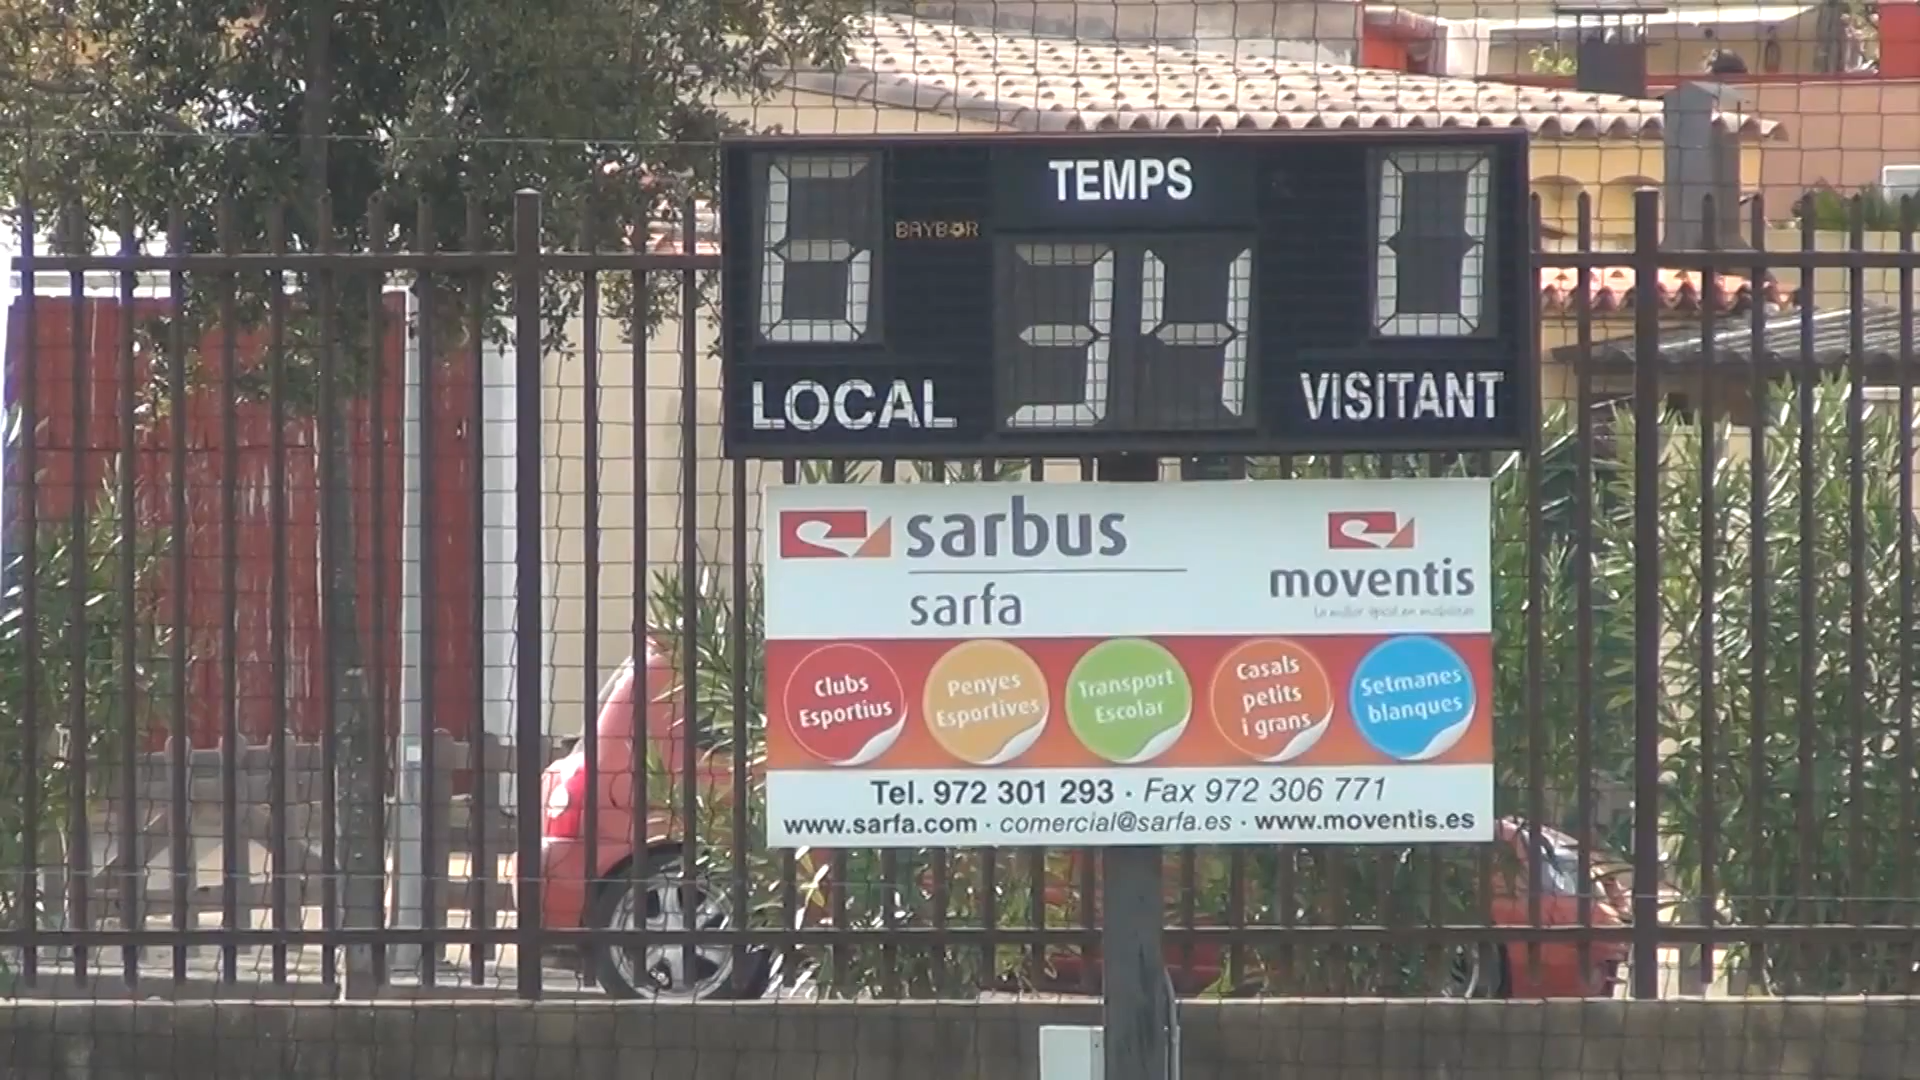 TEMPS
6 BAYBOR 34 0
LOCAL VISITANT
sarbus
sarfa
moventis
Clubs
Esportius
Penyes
Esportives
Transport
Escolar
Casals
petits
i grans
Setmanes
blanques
Tel. 972 301 293 · Fax 972 306 771
www.sarfa.com · comercial@sarfa.es · www.moventis.es